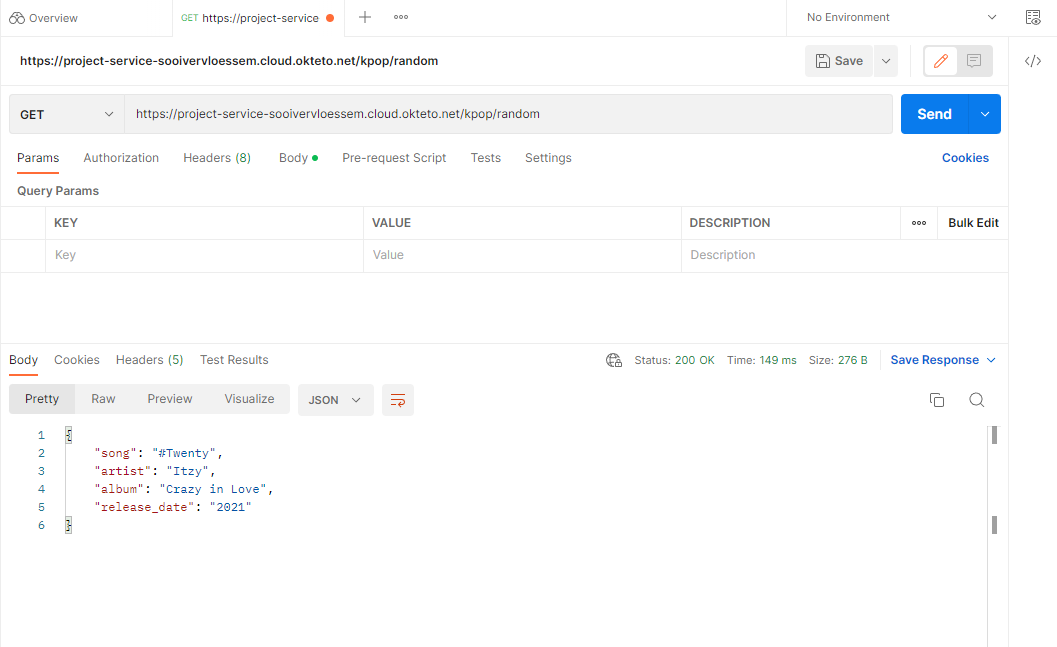 Overview GET https://project-service No Environment
https://project-service-sooivervloessem.cloud.okteto.net/kpop/random Save
GET https://project-service-sooivervloessem.cloud.okteto.net/kpop/random Send
Params Authorization Headers (8) Body Pre-request Script Tests Settings Cookies
Query Params
KEY VALUE DESCRIPTION Bulk Edit
Key Value Description
Body Cookies Headers (5) Test Results Status: 200 OK Time: 149 ms Size: 276 B Save Response
Pretty Raw Preview Visualize JSON
1 {
2 "song": "#Twenty",
3 "artist": "Itzy",
4 "album": "Crazy in Love",
5 "release_date": "2021"
6 }